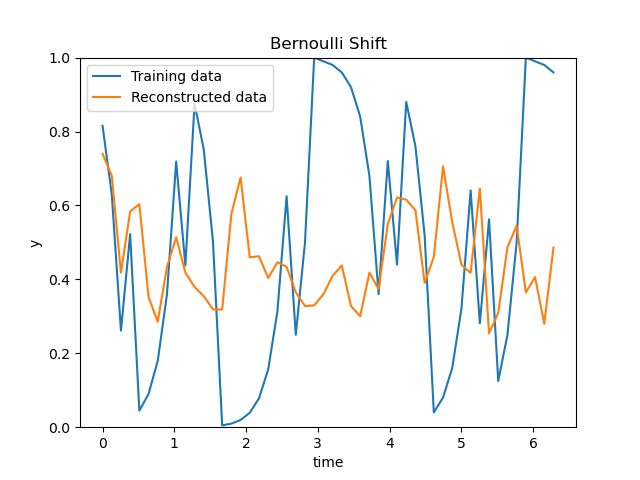 Bernoulli Shift
Training data
Reconstructed data
1.0
0.8
0.6
0.4
0.2
0.0
y
0 1 2 3 4 5 6
time